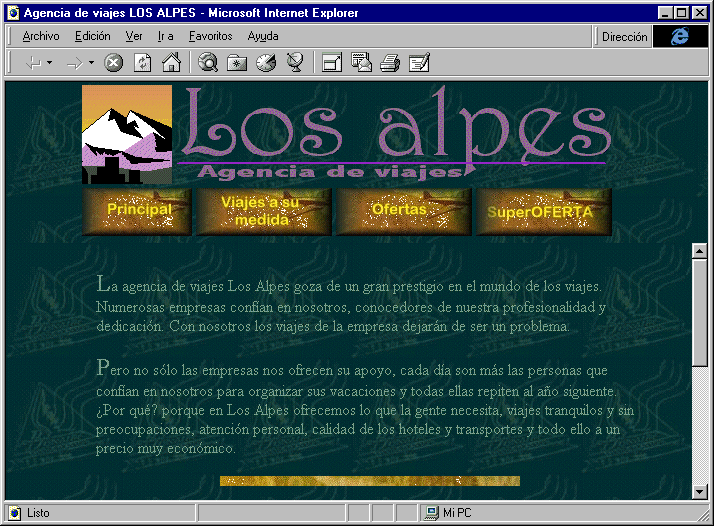 Agencia de viajes LOS ALPES - Microsoft Internet Explorer
Archivo Edición Ver Ir a Favoritos Ayuda Dirección
Los alpes
Agencia de viajes
Principal
Viajes a su
medida
Ofertas
SuperOFERTA
La agencia de viajes Los Alpes goza de un gran prestigio en el mundo de los viajes.
Numerosas empresas confían en nosotros, conocedores de nuestra profesionalidad y
dedicación. Con nosotros los viajes de la empresa dejarán de ser un problema.
Pero no sólo las empresas nos ofrecen su apoyo, cada día son más las personas que
confían en nosotros para organizar sus vacaciones y todas ellas repiten al año siguiente.
¿Por qué? porque en Los Alpes ofrecemos lo que la gente necesita, viajes tranquilos y sin
preocupaciones, atención personal, calidad de los hoteles y transportes y todo ello a un
precio muy económico.
Listo Mi PC